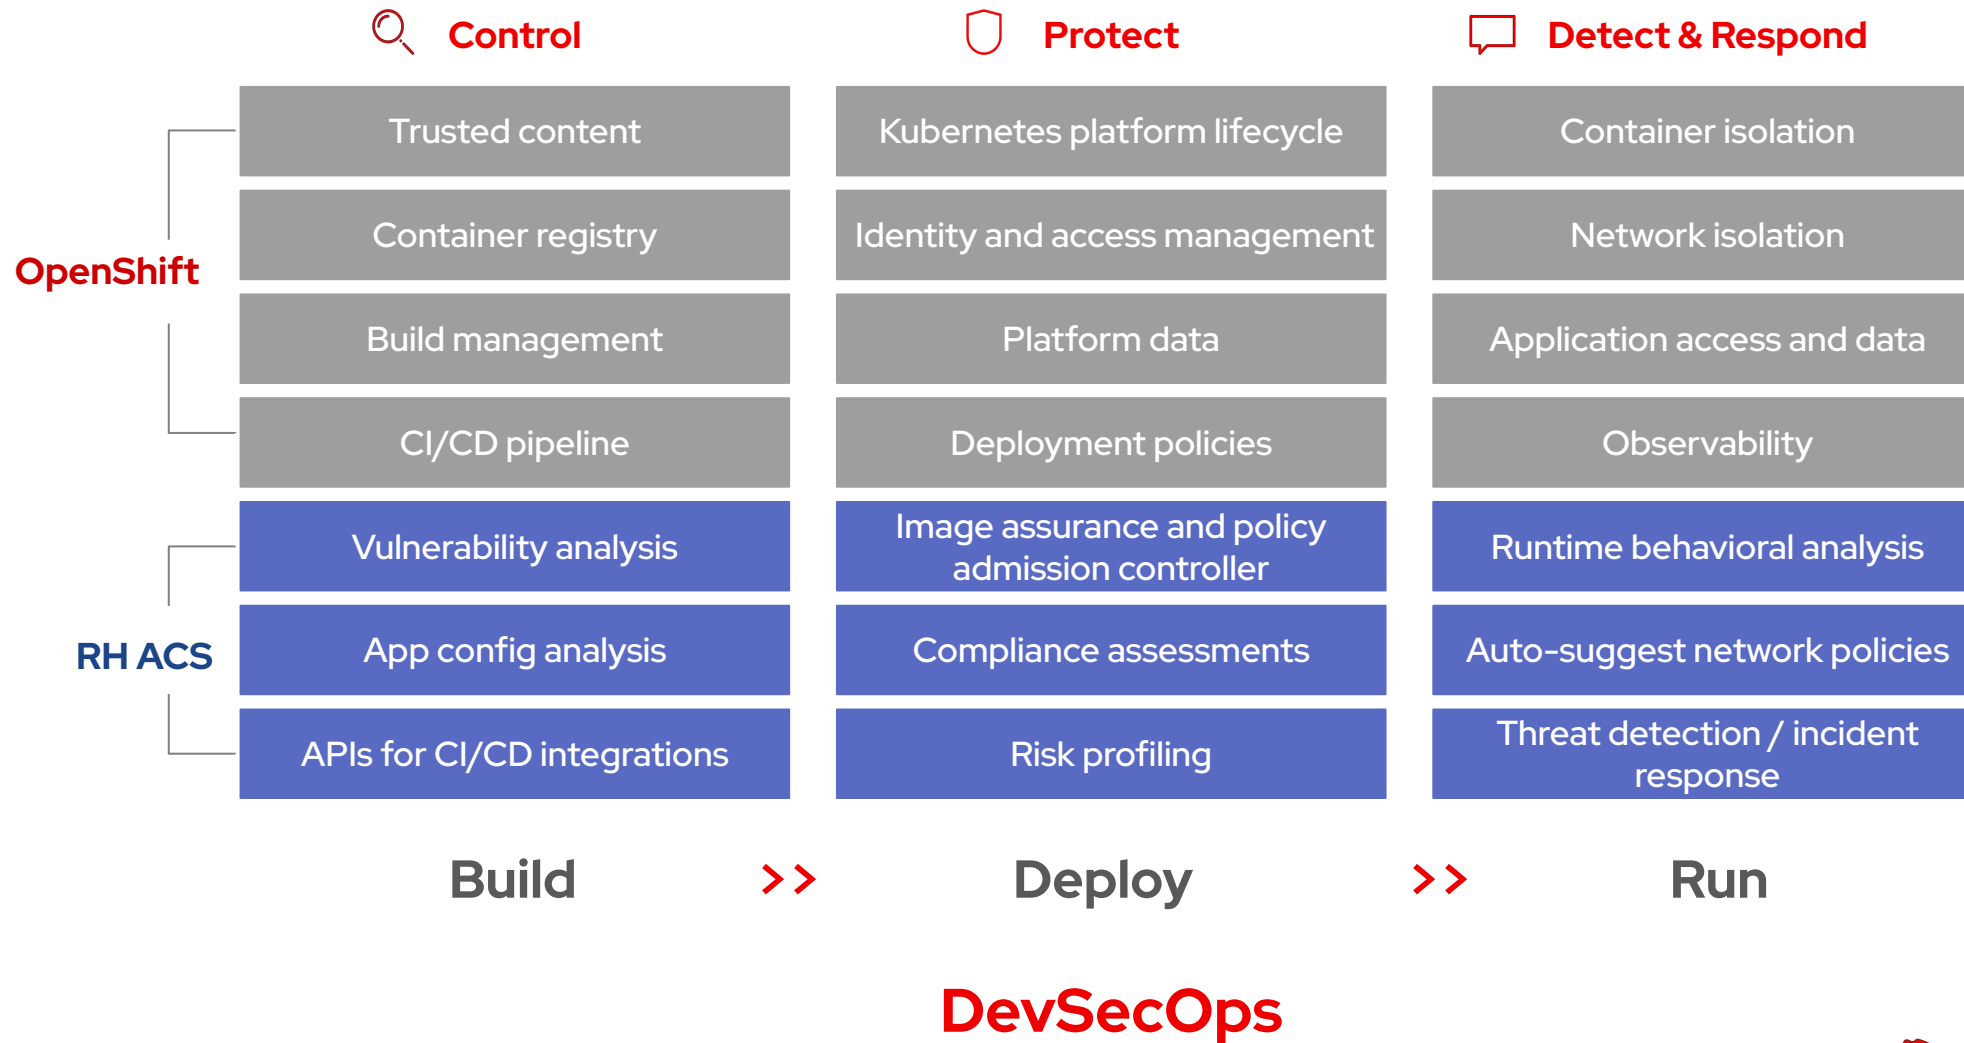 Control
Protect
Detect & Respond
Trusted content
Kubernetes platform lifecycle
Container isolation
Container registry
Identity and access management
Network isolation
OpenShift
Build management
Platform data
Application access and data
CI/CD pipeline
Deployment policies
Observability
Vulnerability analysis
Image assurance and policy
admission controller
Runtime behavioral analysis
RH ACS
App config analysis
Compliance assessments
Auto-suggest network policies
APIs for CI/CD integrations
Risk profiling
Threat detection / incident
response
Build
>>
Deploy
>>
Run
DevSecOps